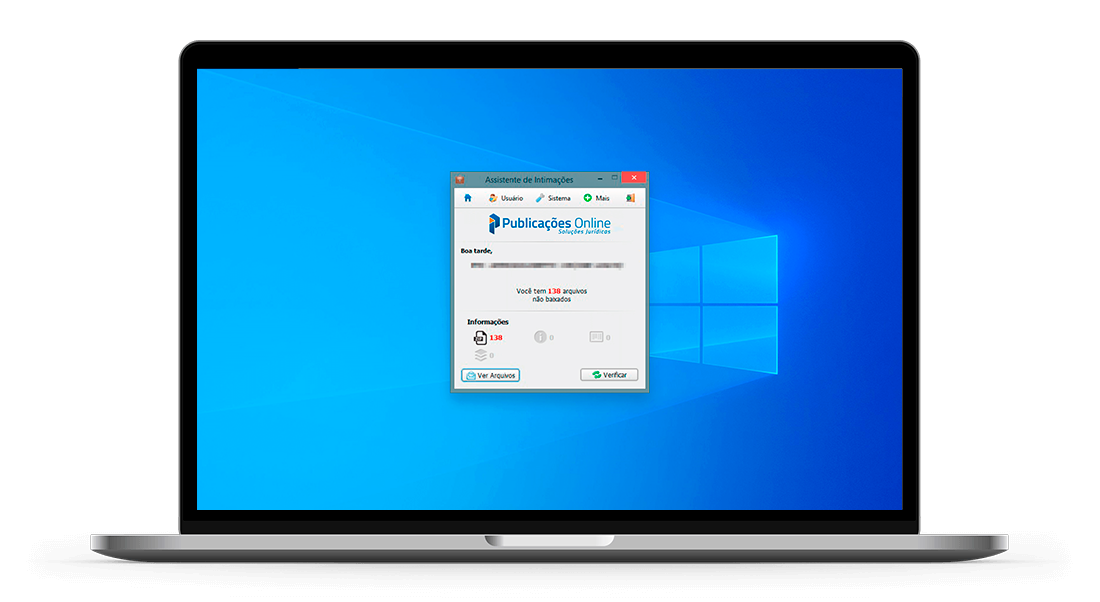 Assistente de Intimações
Usuário Sistema Mais
Publicações Online
Soluções Jurídicas
Boa tarde,
Você tem 138 arquivos
não baixados
Informações
138 0 0
0
Ver Arquivos Verificar